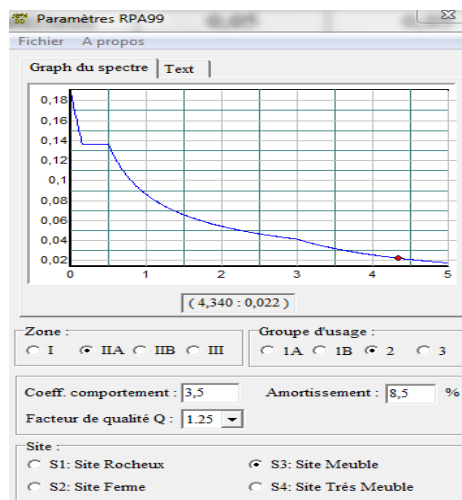 Paramètres RPA99
Fichier A propos
Graph du spectre Text
0,18
0,16
0,14
0,12
0,1
0,08
0,06
0,04
0,02
0 1 2 3 4 5
( 4,340 : 0,022 )
Zone : Groupe d'usage :
I IIA IIB III 1A 1B 2 3
Coeff. comportement : 3,5 Amortissement : 8,5 %
Facteur de qualité Q : 1.25
Site :
S1: Site Rocheux S3: Site Meuble
S2: Site Ferme S4: Site Trés Meuble